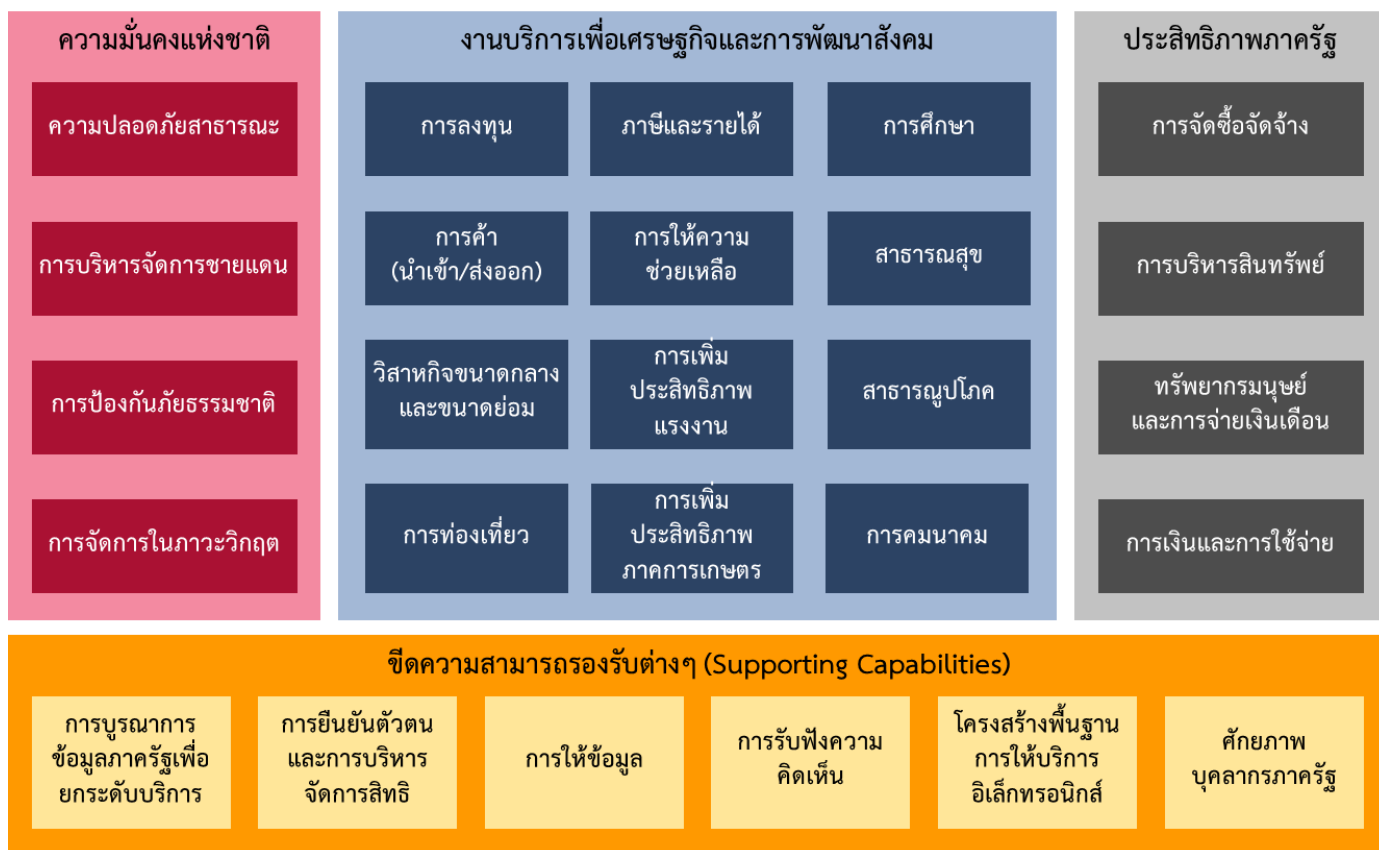 ความมั่นคงแห่งชาติ
ความปลอดภัยสาธารณะ
การบริหารจัดการชายแดน
การป้องกันภัยธรรมชาติ
การจัดการในภาวะวิกฤต
งานบริการเพื่อเศรษฐกิจและการพัฒนาสังคม
การลงทุน
ภาษีและรายได้
การศึกษา
การค้า
(นำเข้า/ส่งออก)
การให้ความ
ช่วยเหลือ
สาธารณสุข
วิสาหกิจขนาดกลาง
และขนาดย่อม
การเพิ่ม
ประสิทธิภาพ
แรงงาน
สาธารณูปโภค
การท่องเที่ยว
การเพิ่ม
ประสิทธิภาพ
ภาคการเกษตร
การคมนาคม
ประสิทธิภาพภาครัฐ
การจัดซื้อจัดจ้าง
การบริหารสินทรัพย์
ทรัพยากรมนุษย์
และการจ่ายเงินเดือน
การเงินและการใช้จ่าย
ขีดความสามารถรองรับต่างๆ (Supporting Capabilities)
การบูรณาการ
ข้อมูลภาครัฐเพื่อ
ยกระดับบริการ
การยืนยันตัวตน
และการบริหาร
จัดการสิทธิ
การให้ข้อมูล
การรับฟังความ
คิดเห็น
โครงสร้างพื้นฐาน
การให้บริการ
อิเล็กทรอนิกส์
ศักยภาพ
บุคลากรภาครัฐ